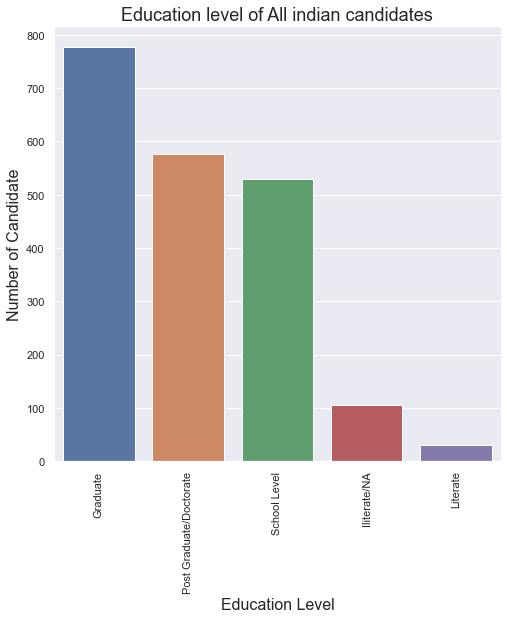 Education level of All indian candidates
Number of Candidate
800
700
600
500
400
300
200
100
0
Graduate
Post Graduate/Doctorate
School Level
Illiterate/NA
Literate
Education Level